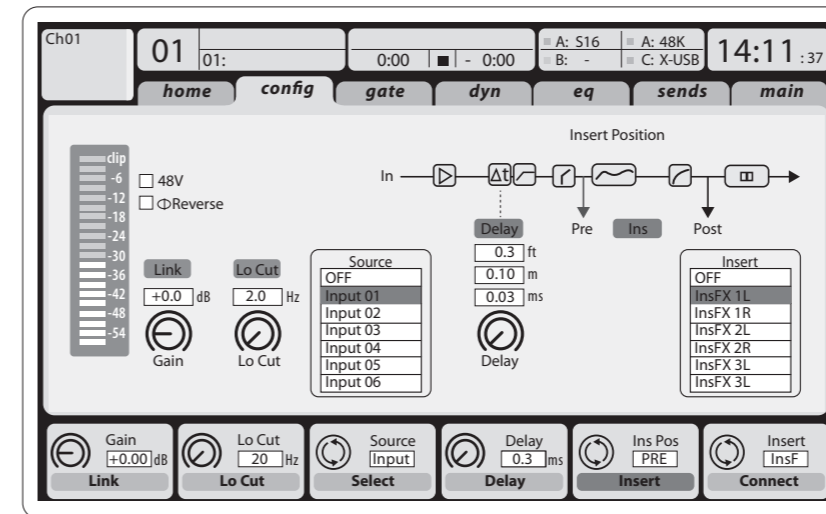 Ch01
01
01:
0:00 - 0:00
A: S16
B: -
A: 48K
C: X-USB
14:11 :37
home config gate dyn eq sends main
Insert Position
clip
-6
-12
-18
-24
-30
-36
-42
-48
-54
48V
ΦReverse
In
Δt
Pre Ins Post
Link
+0.0 dB
Gain
Lo Cut
2.0 Hz
Lo Cut
Source
OFF
Input 01
Input 02
Input 03
Input 04
Input 05
Input 06
Delay
0.3 ft
0.10 m
0.03 ms
Delay
Insert
OFF
InsFX 1L
InsFX 1R
InsFX 2L
InsFX 2R
InsFX 3L
InsFX 3L
Gain
+0.00 dB
Link
Lo Cut
20 Hz
Lo Cut
Source
Input
Select
Delay
0.3 ms
Delay
Ins Pos
PRE
Insert
Insert
InsF
Connect